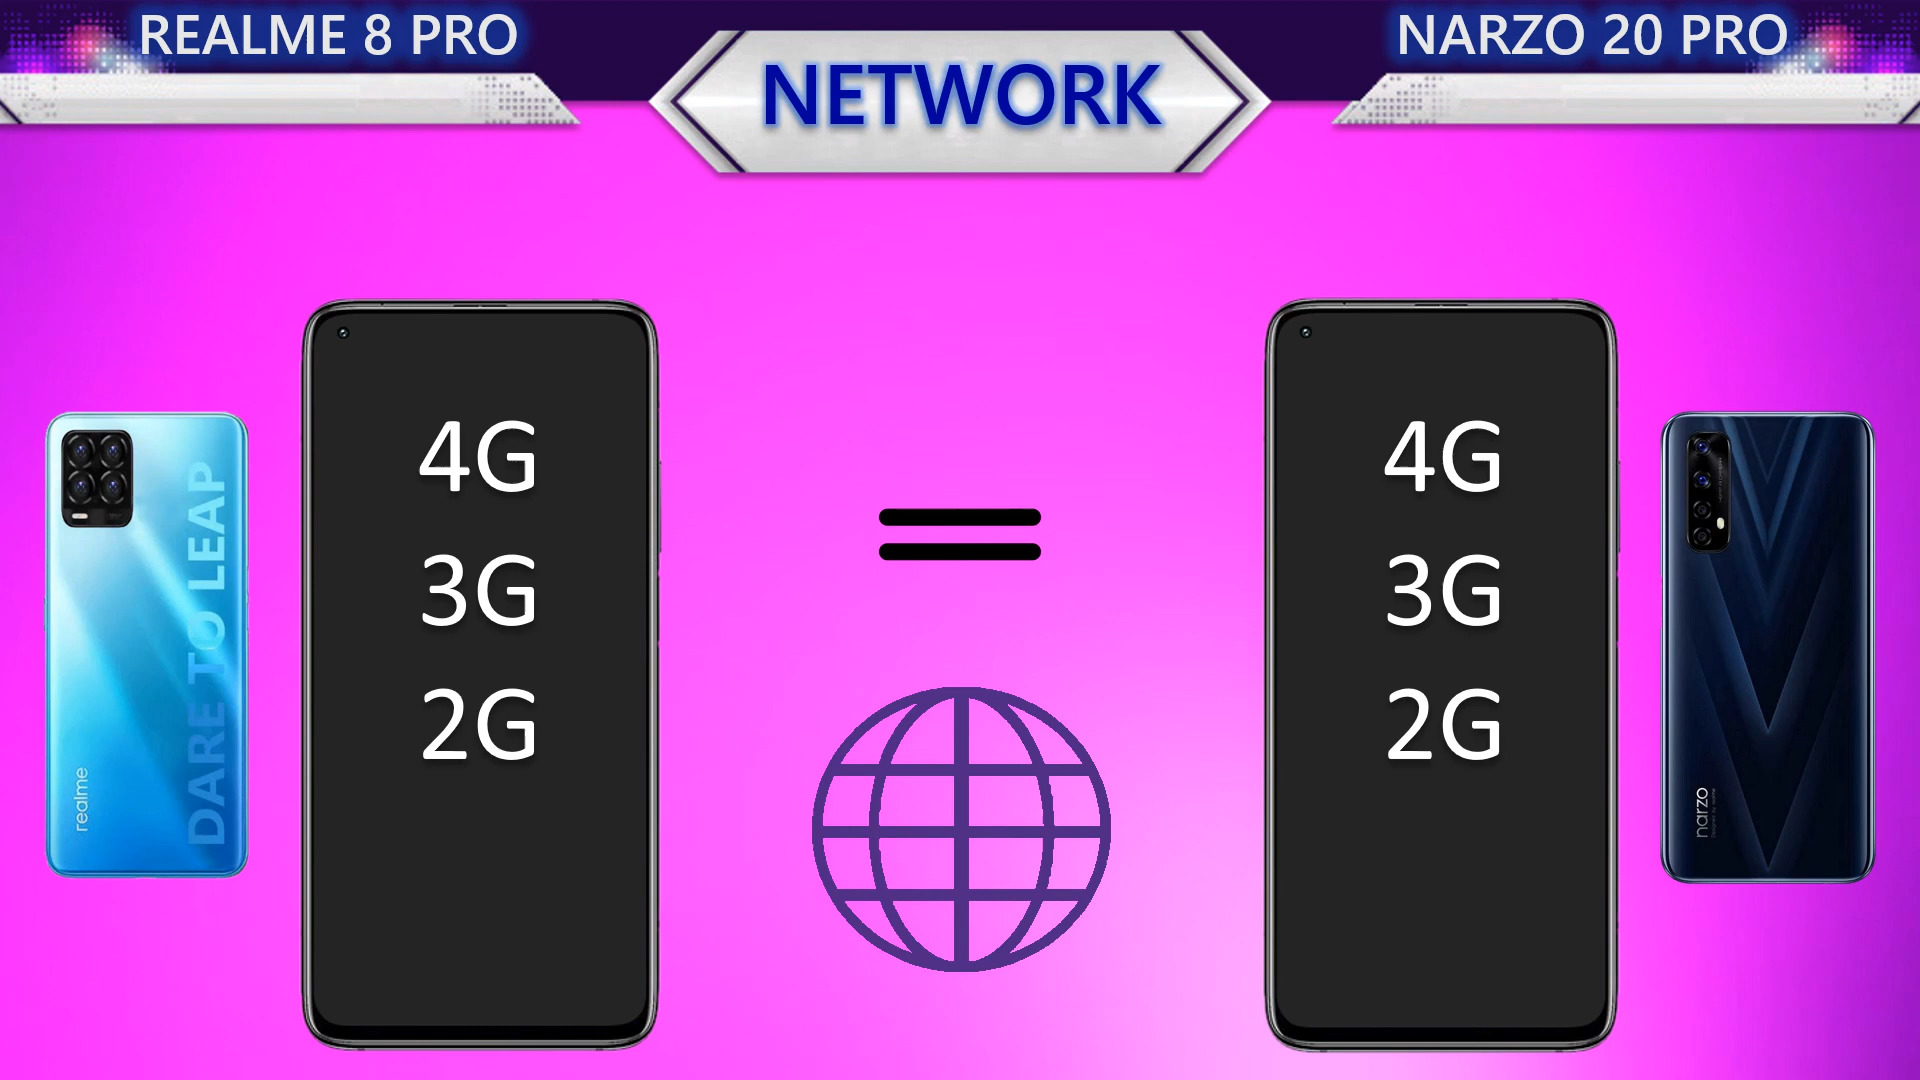 REALME 8 PRO
NARZO 20 PRO
NETWORK
4G
3G
2G
4G
3G
2G
realme
DARE TO LEAP
narzo